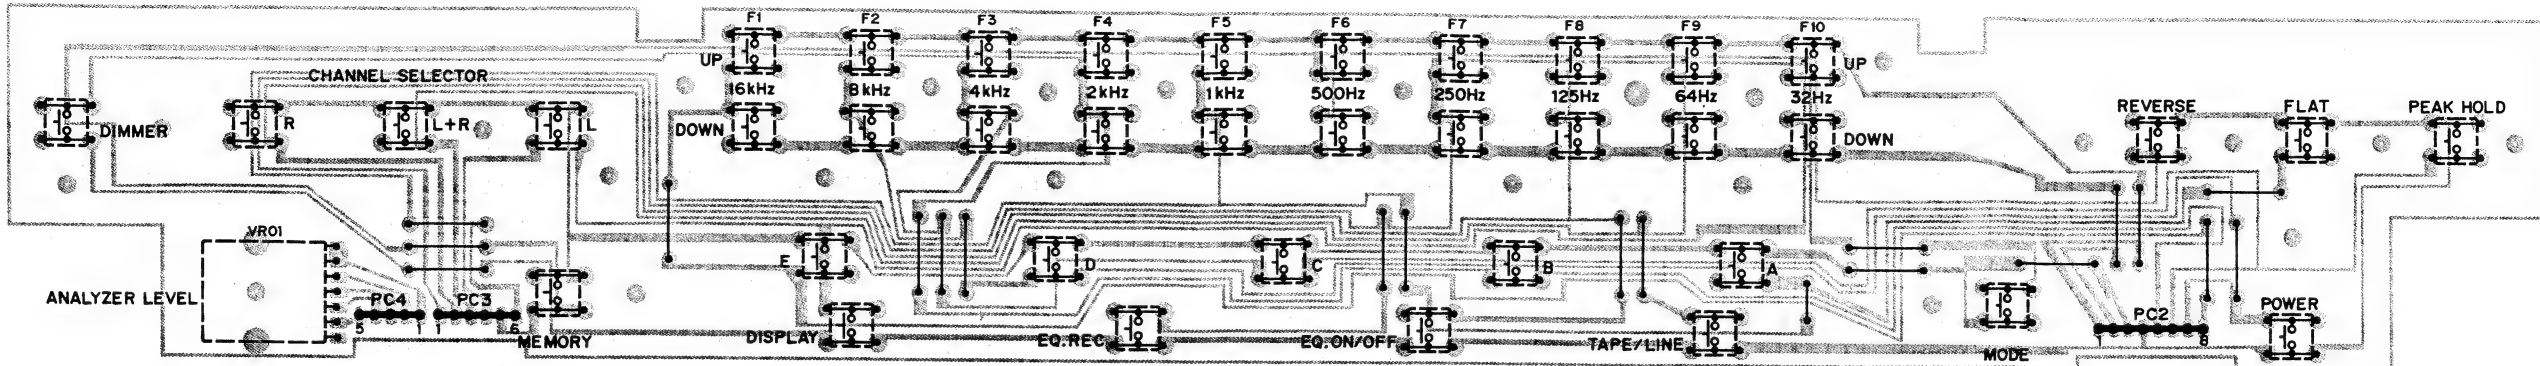 F1 F2 F3 F4 F5 F6 F7 F8 F9 F10
UP UP
CHANNEL SELECTOR
16kHz 8kHz 4kHz 2kHz 1kHz 500Hz 250Hz 125Hz 64Hz 32Hz
REVERSE FLAT PEAK HOLD
DIMMER R L+R L DOWN DOWN
VR01
E D C B A
ANALYZER LEVEL PC4 PC3 PC2 POWER
5 1 1 6 1 8
MEMORY DISPLAY EQ.REC EQ.ON/OFF TAPE/LINE MODE